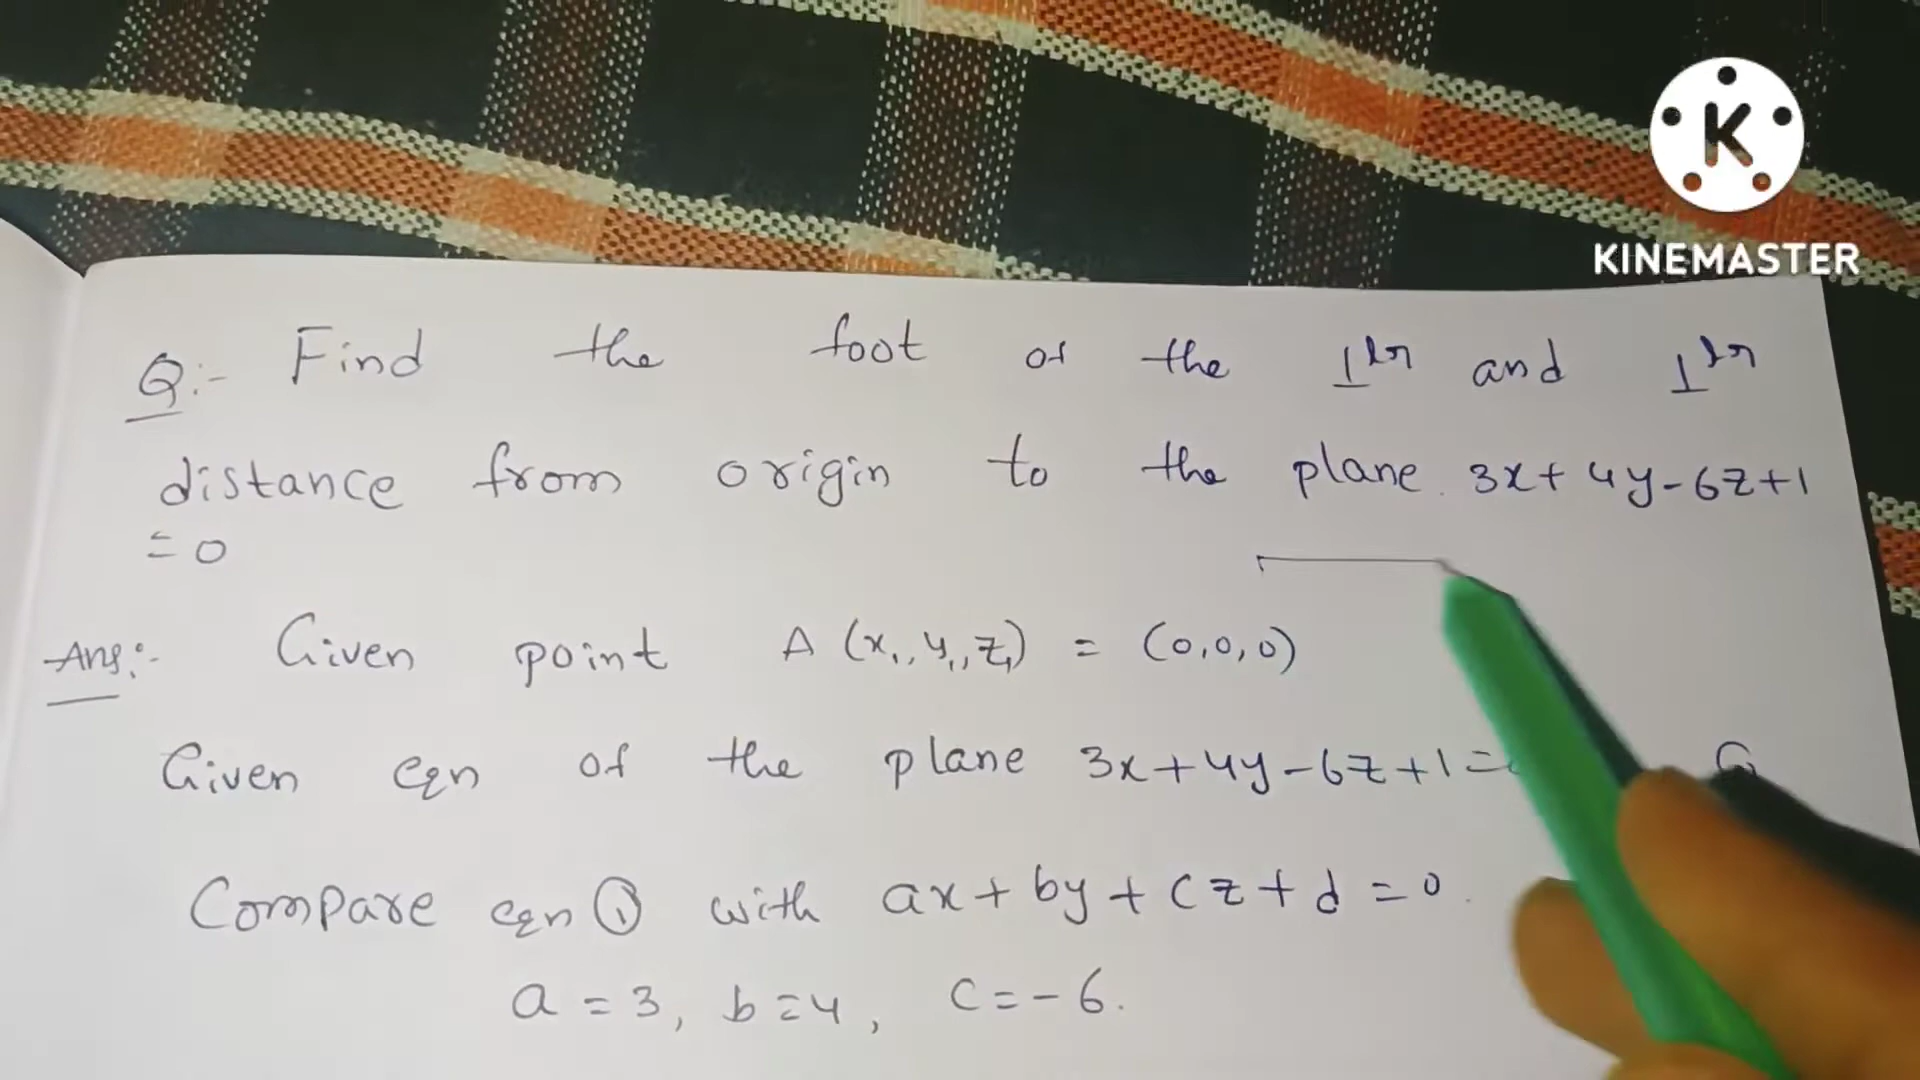 K
KINEMASTER
Q:- Find the foot of the ⊥lr and ⊥lr
distance from origin to the plane. 3x+4y-6z+1
=0
Ans:- Given point A (x₁,y₁,z₁) = (0,0,0)
Given eqn of the plane 3x+4y-6z+1=
Compare eqn ① with ax+by+cz+d=0.
a=3, b=4, c=-6.